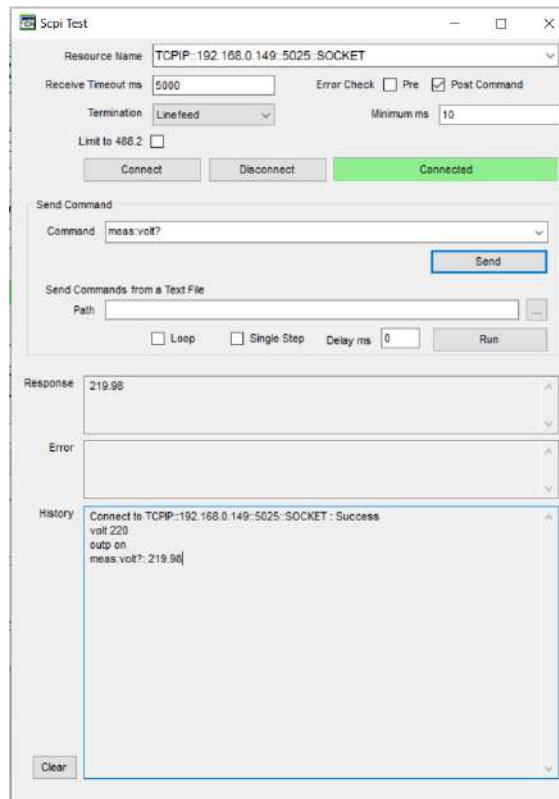 Scpi Test
Resource Name TCPIP::192.168.0.149::5025::SOCKET
Receive Timeout ms 5000 Error Check Pre Post Command
Termination Linefeed Minimum ms 10
Limit to 488.2
Connect Disconnect Connected
Send Command
Command meas:volt?
Send
Send Commands from a Text File
Path ...
Loop Single Step Delay ms 0 Run
Response 219.98
Error
History Connect to TCPIP::192.168.0.149::5025::SOCKET : Success
volt 220
outp on
meas:volt?: 219.98
Clear